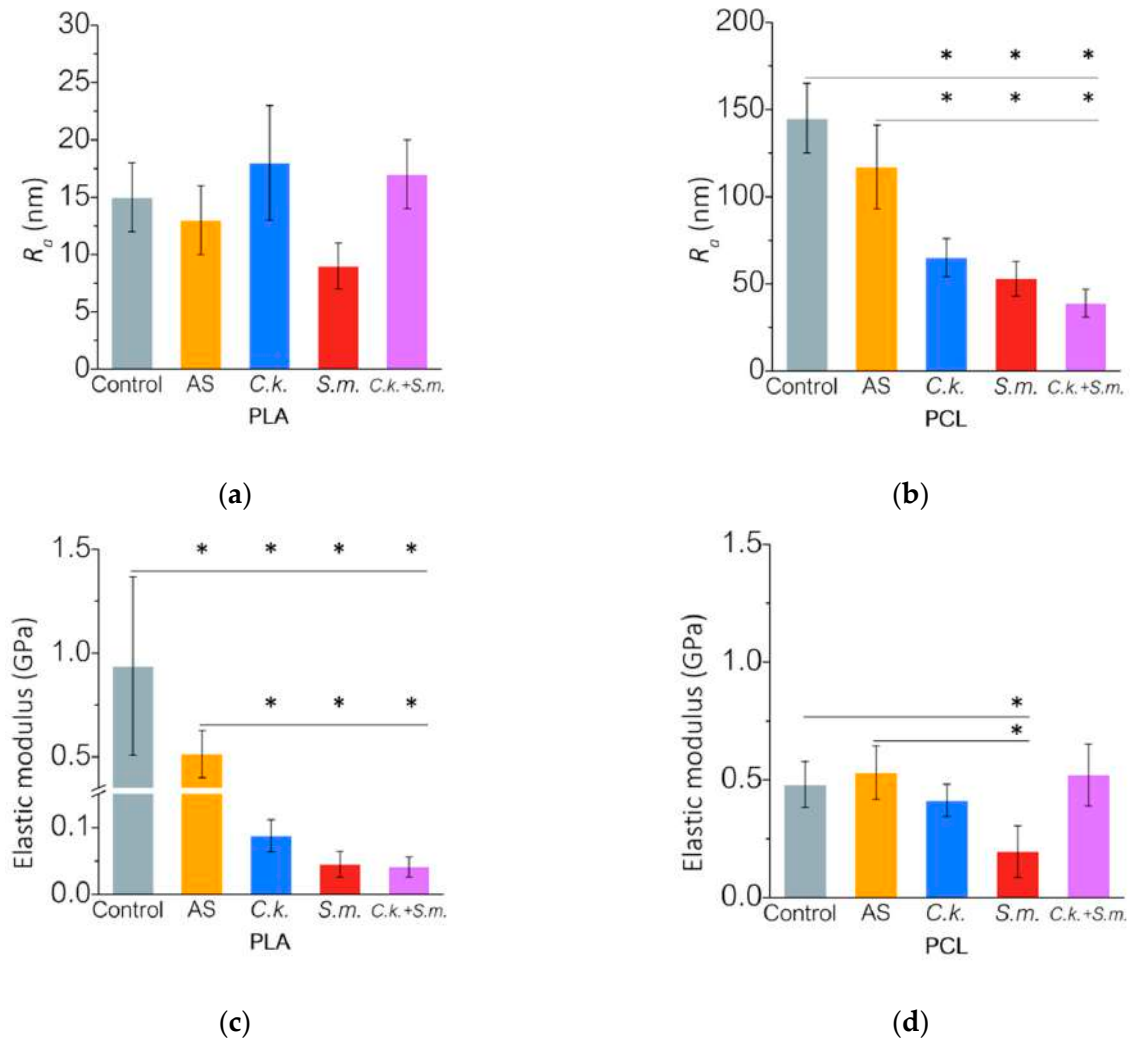 30
25
20
15
10
5
0
R_a (nm)
Control AS C.k. S.m. C.k.+S.m.
PLA
(a)
200
150
100
50
0
R_a (nm)
* * *
* * *
Control AS C.k. S.m. C.k.+S.m.
PCL
(b)
1.5
1.0
0.5
0.1
0.0
Elastic modulus (GPa)
* * * *
* * *
Control AS C.k. S.m. C.k.+S.m.
PLA
(c)
1.5
1.0
0.5
0.0
Elastic modulus (GPa)
*
*
Control AS C.k. S.m. C.k.+S.m.
PCL
(d)